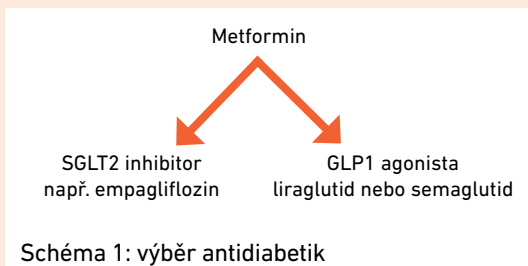 Metformin
SGLT2 inhibitor
např. empagliflozin
GLP1 agonista
liraglutid nebo semaglutid
Schéma 1: výběr antidiabetik